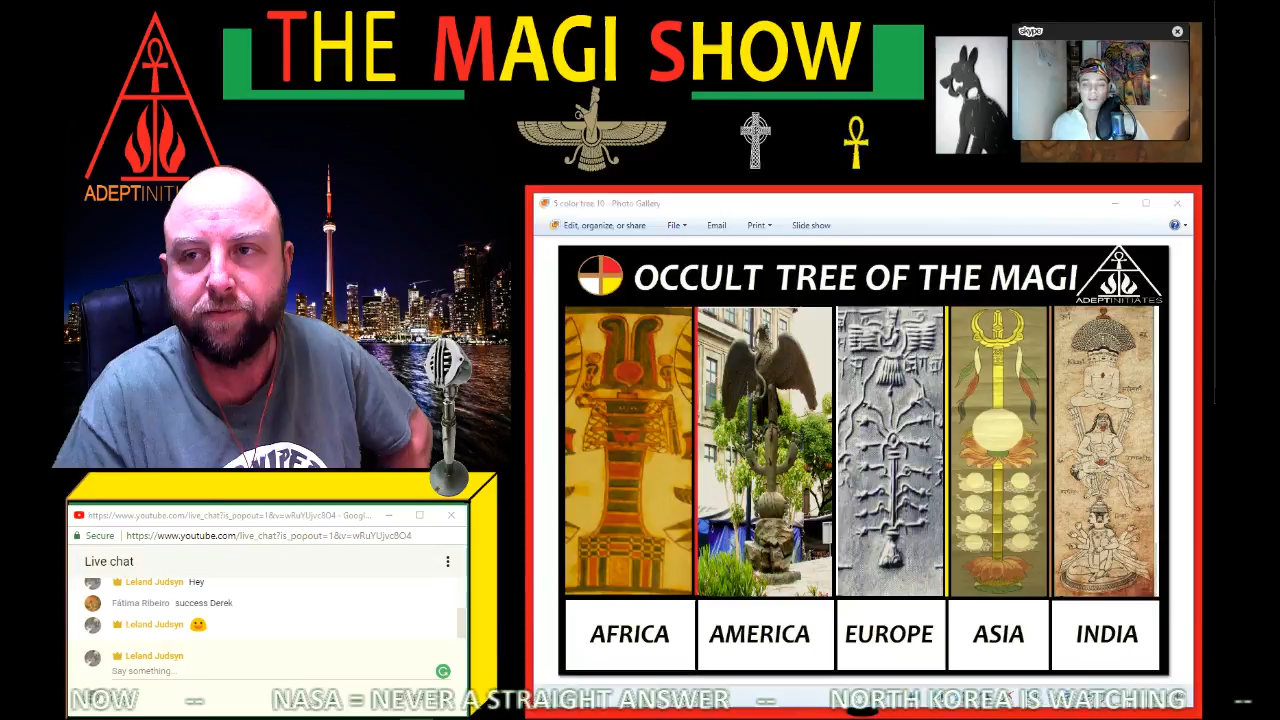 THE MAGI SHOW
skype
ADEPTINITI
5 color tree.10 - Photo Gallery
Edit, organize, or share File Email Print Slide show
OCCULT TREE OF THE MAGI
ADEPTINITIATES
AFRICA AMERICA EUROPE ASIA INDIA
https://www.youtube.com/live_chat?is_popout=1&v=wRuYUjvc8O4 - Googl...
Secure https://www.youtube.com/live_chat?is_popout=1&v=wRuYUjvc8O4
Live chat
Leland Judsyn Hey
Fátima Ribeiro success Derek
Leland Judsyn
Leland Judsyn
Say something...
NOW -- NASA = NEVER A STRAIGHT ANSWER -- NORTH KOREA IS WATCHING --